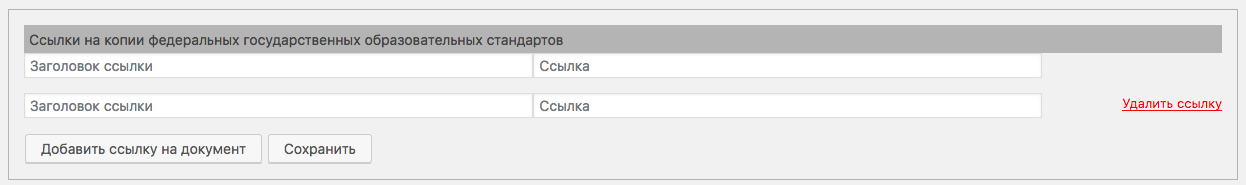 Ссылки на копии федеральных государственных образовательных стандартов
Заголовок ссылки Ссылка
Заголовок ссылки Ссылка Удалить ссылку
Добавить ссылку на документ Сохранить